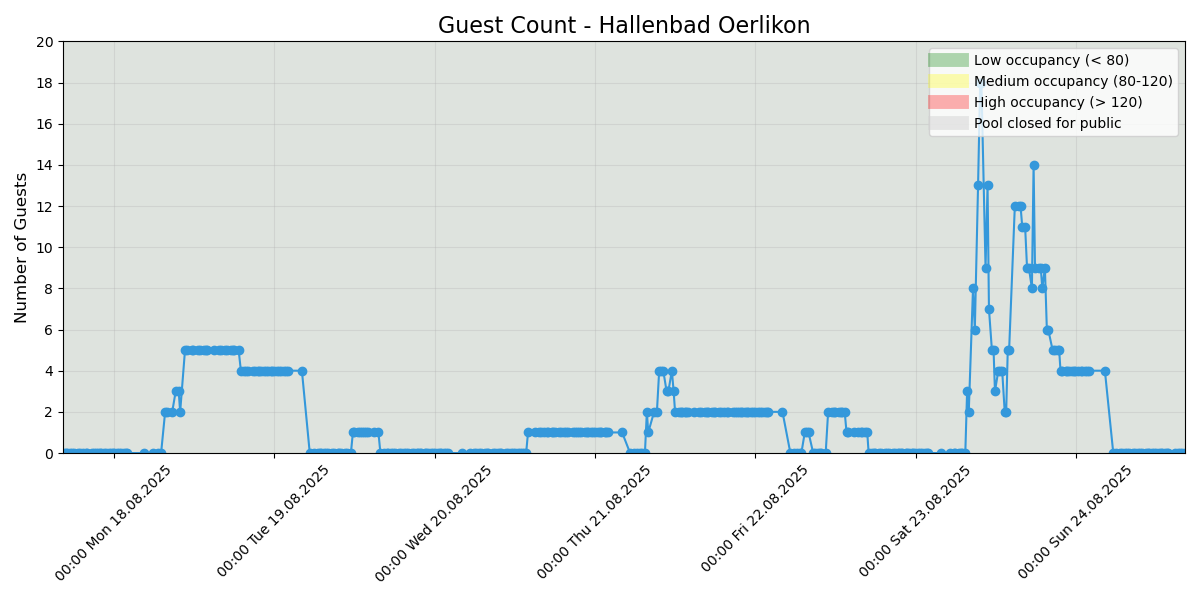 Guest Count - Hallenbad Oerlikon
Low occupancy (< 80)
Medium occupancy (80-120)
High occupancy (> 120)
Pool closed for public
Number of Guests
20
18
16
14
12
10
8
6
4
2
0
00:00 Mon 18.08.2025
00:00 Tue 19.08.2025
00:00 Wed 20.08.2025
00:00 Thu 21.08.2025
00:00 Fri 22.08.2025
00:00 Sat 23.08.2025
00:00 Sun 24.08.2025